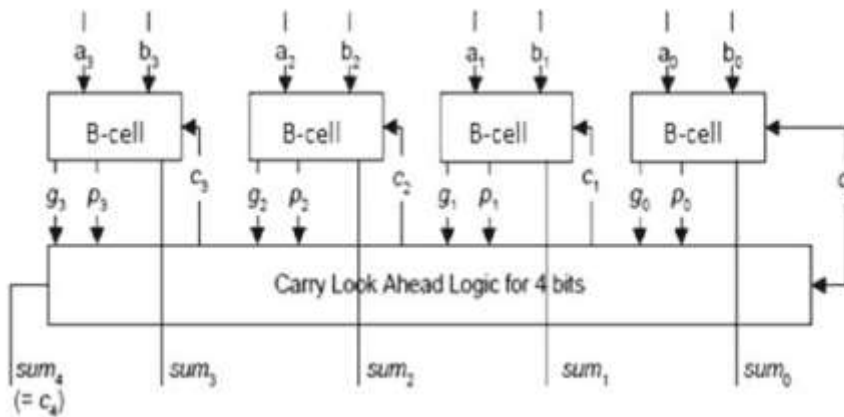 a₃ b₃ a₂ b₂ a₁ b₁ a₀ b₀
B-cell B-cell B-cell B-cell
g₃ p₃ c₃ g₂ p₂ c₂ g₁ p₁ c₁ g₀ p₀
Carry Look Ahead Logic for 4 bits
sum₄ sum₃ sum₂ sum₁ sum₀
(= c₄)